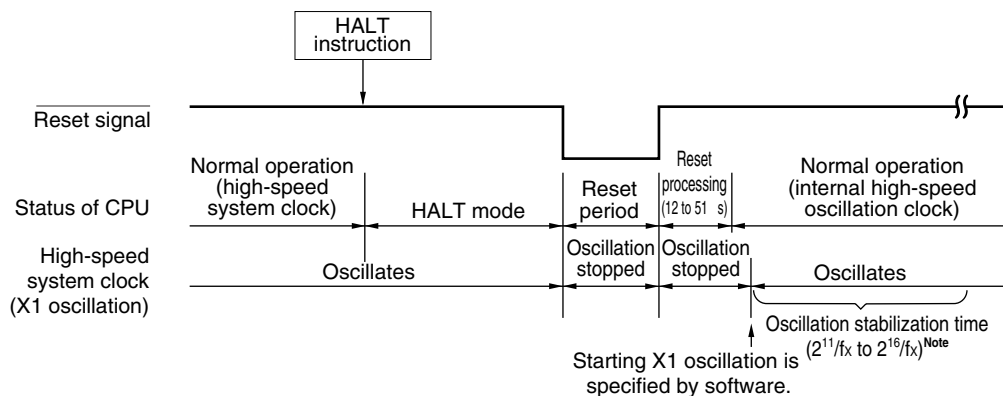 HALT
instruction
Reset signal
Status of CPU
Normal operation
(high-speed
system clock)
HALT mode
Reset
period
Reset
processing
(12 to 51 s)
Normal operation
(internal high-speed
oscillation clock)
High-speed
system clock
(X1 oscillation)
Oscillates
Oscillation
stopped
Oscillation
stopped
Oscillates
Oscillation stabilization time
(2¹¹/fx to 2¹⁶/fx)Note
Starting X1 oscillation is
specified by software.